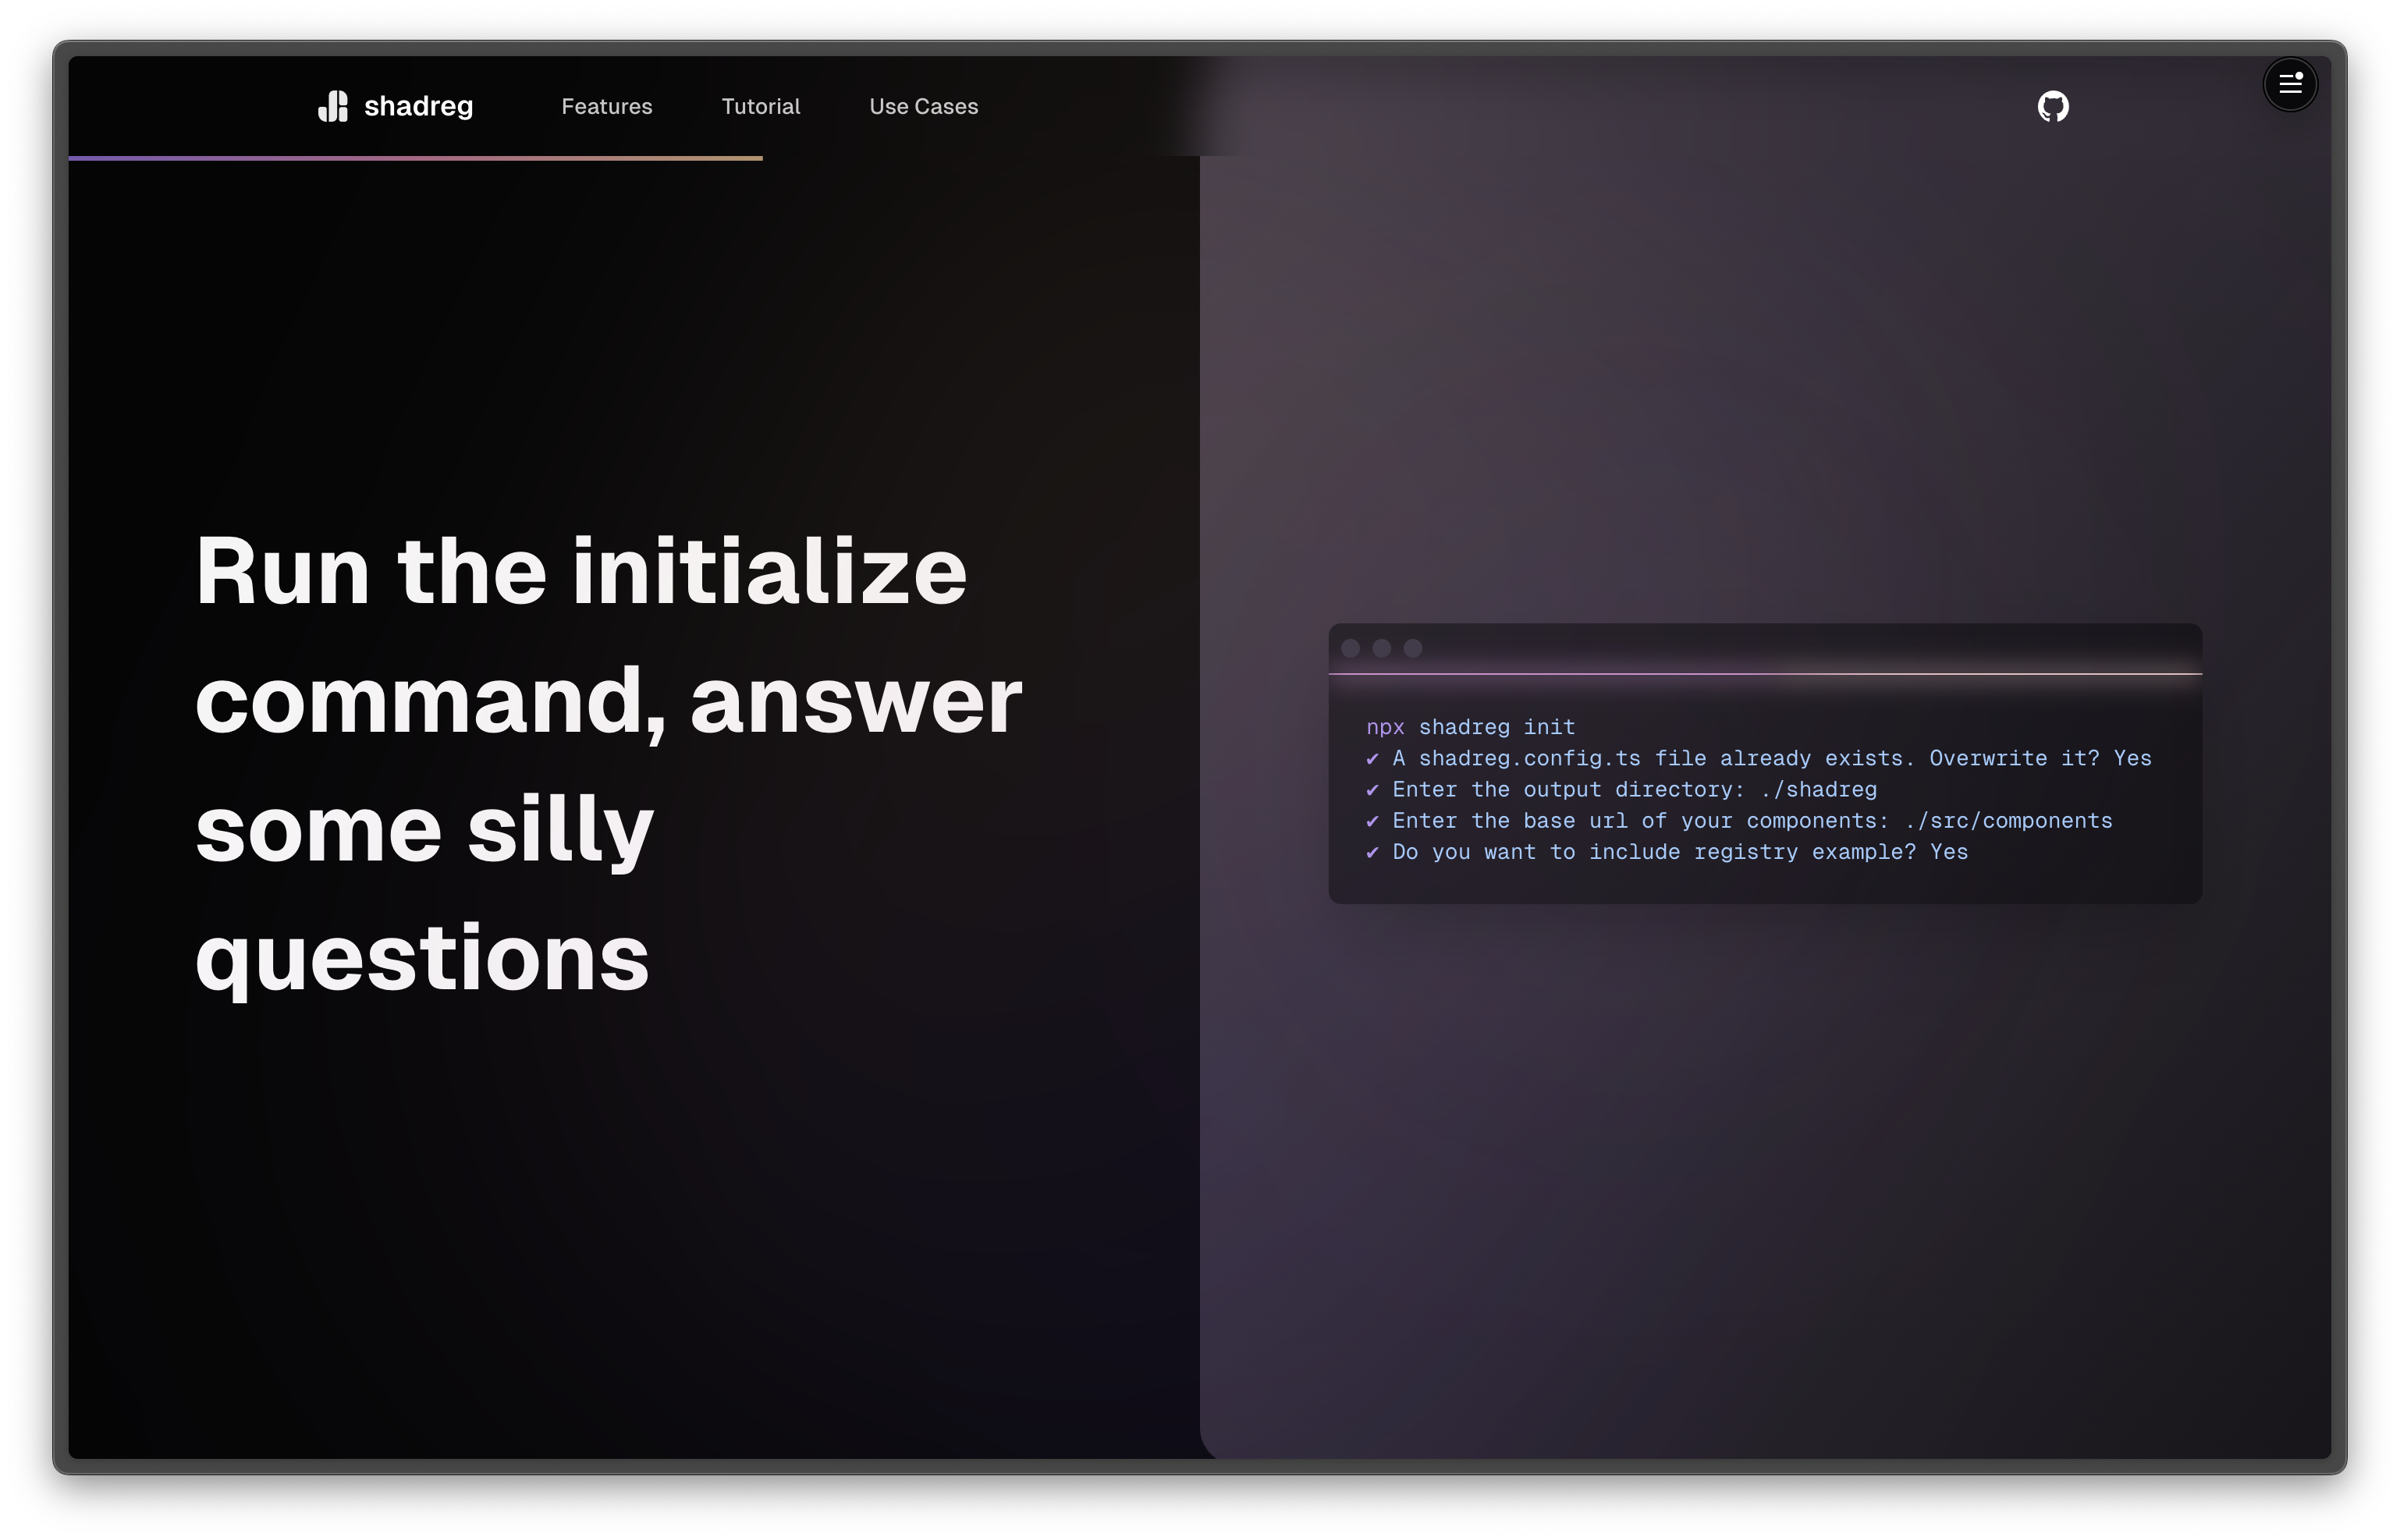 shadreg
Features
Tutorial
Use Cases
Run the initialize
command, answer
some silly
questions
npx shadreg init
✔ A shadreg.config.ts file already exists. Overwrite it? Yes
✔ Enter the output directory: ./shadreg
✔ Enter the base url of your components: ./src/components
✔ Do you want to include registry example? Yes